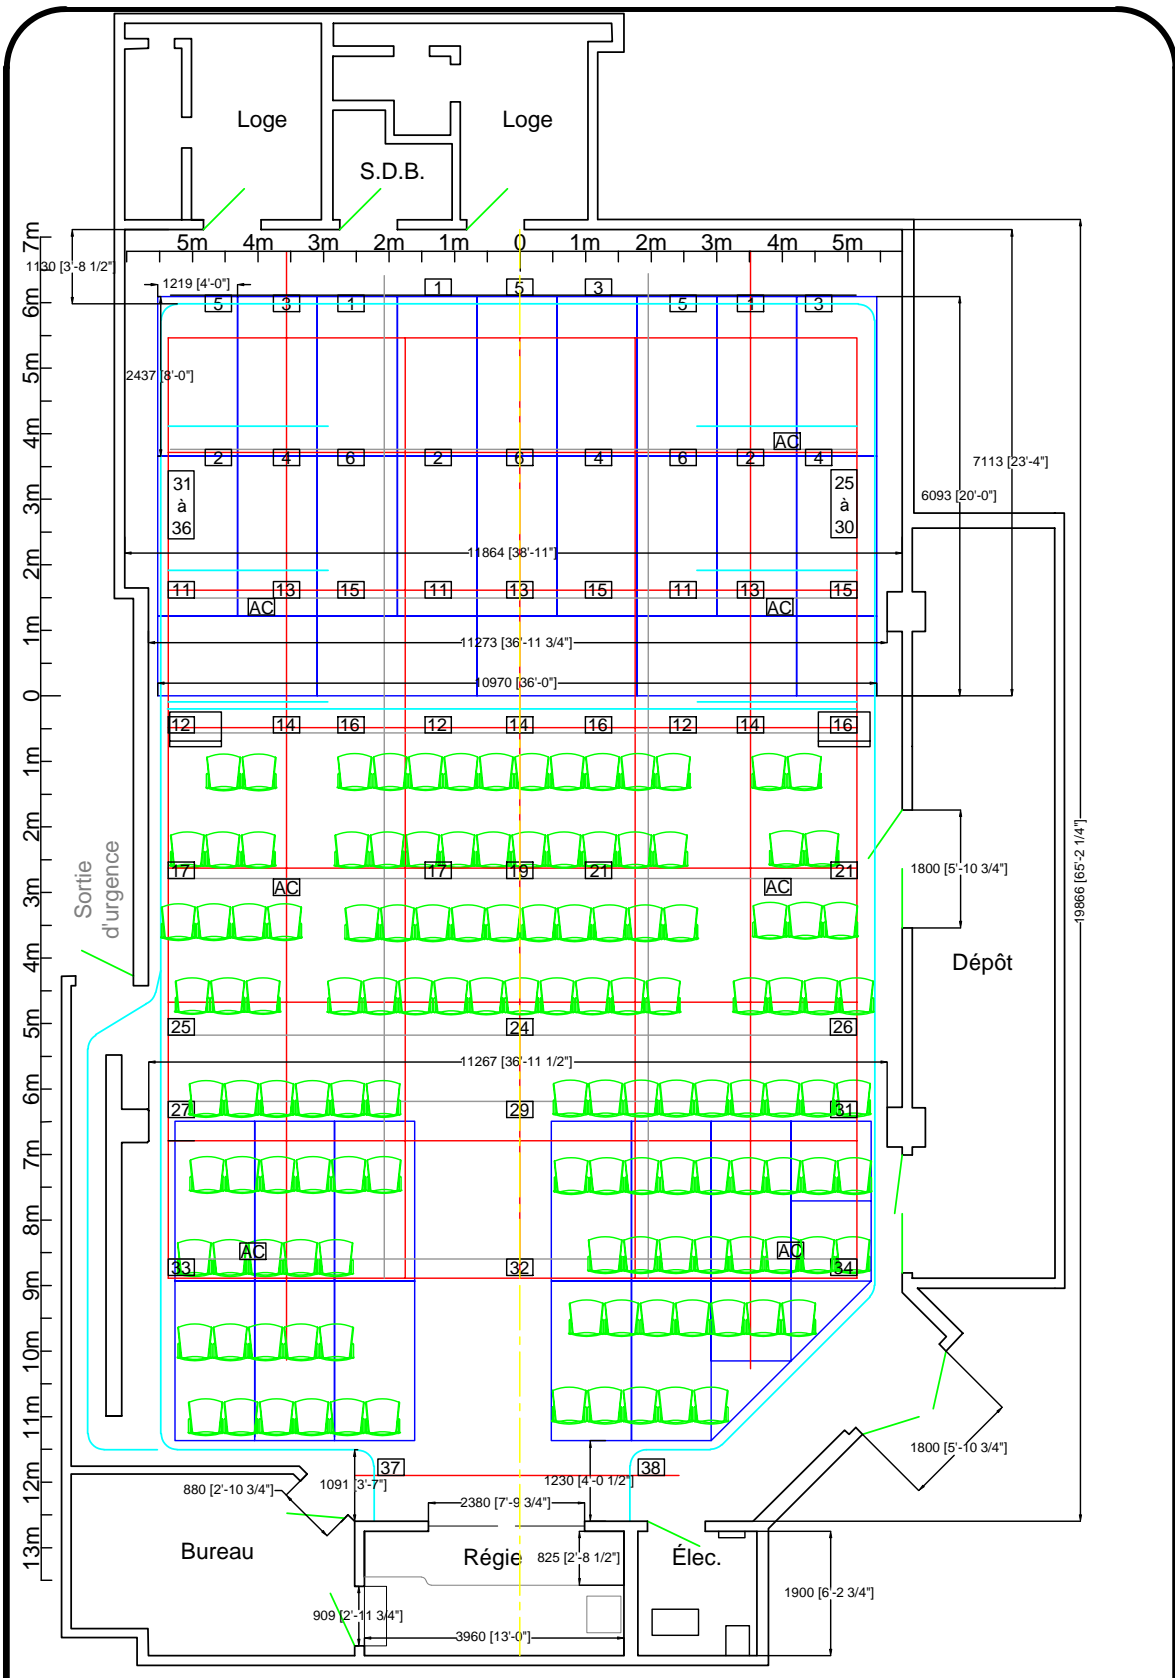 Loge
Loge
S.D.B.
7m
5m 4m 3m 2m 1m 0 1m 2m 3m 4m 5m
1130 [3'-8 1/2"]
1219 [4'-0"]
1 5 3
6m
5 3 1 5 1 3
5m
2437 [8'-0"]
4m
AC
2 4 6 2 6 4 6 2 4
7113 [23'-4"]
31
à
36
25
à
30
3m
6093 [20'-0"]
11864 [38'-11"]
2m
11 13 15 11 13 15 11 13 15
AC AC
1m
11273 [36'-11 3/4"]
10970 [36'-0"]
0
12 14 16 12 14 16 12 14 16
1m
2m
1800 [5'-10 3/4"]
19866 [65'-2 1/4"]
17 17 19 21 21
Sortie
d'urgence
3m
AC AC
4m
Dépôt
5m
25 24 26
11267 [36'-11 1/2"]
6m
27 29 31
7m
8m
AC AC
33 32 34
9m
10m
11m
1800 [5'-10 3/4"]
37 38
12m
1091 [3'-7"]
1230 [4'-0 1/2"]
880 [2'-10 3/4"]
2380 [7'-9 3/4"]
13m
Bureau
Régie
825 [2'-8 1/2"]
Élec.
1900 [6'-2 3/4"]
909 [2'-11 3/4"]
3960 [13'-0"]